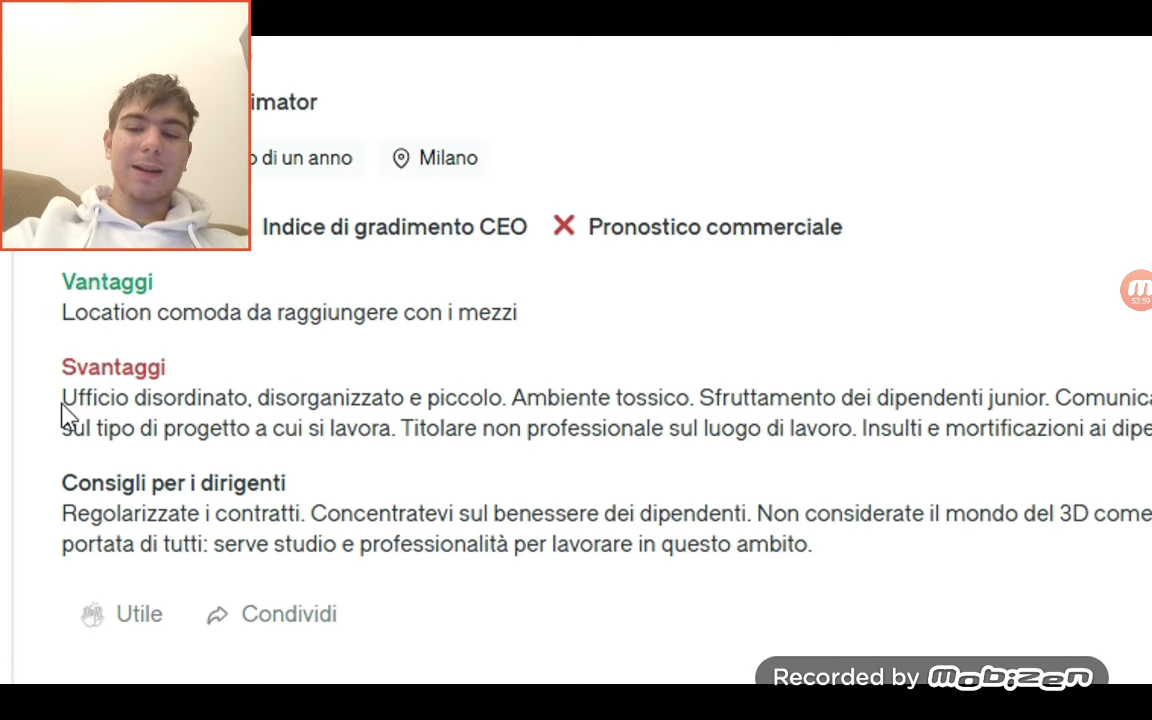 imator
o di un anno
Milano
Indice di gradimento CEO
Pronostico commerciale
Vantaggi
Location comoda da raggiungere con i mezzi
Svantaggi
Ufficio disordinato, disorganizzato e piccolo. Ambiente tossico. Sfruttamento dei dipendenti junior. Comunica
sul tipo di progetto a cui si lavora. Titolare non professionale sul luogo di lavoro. Insulti e mortificazioni ai dipe
Consigli per i dirigenti
Regolarizzate i contratti. Concentratevi sul benessere dei dipendenti. Non considerate il mondo del 3D come
portata di tutti: serve studio e professionalità per lavorare in questo ambito.
Utile
Condividi
53:59
Recorded by mobizen